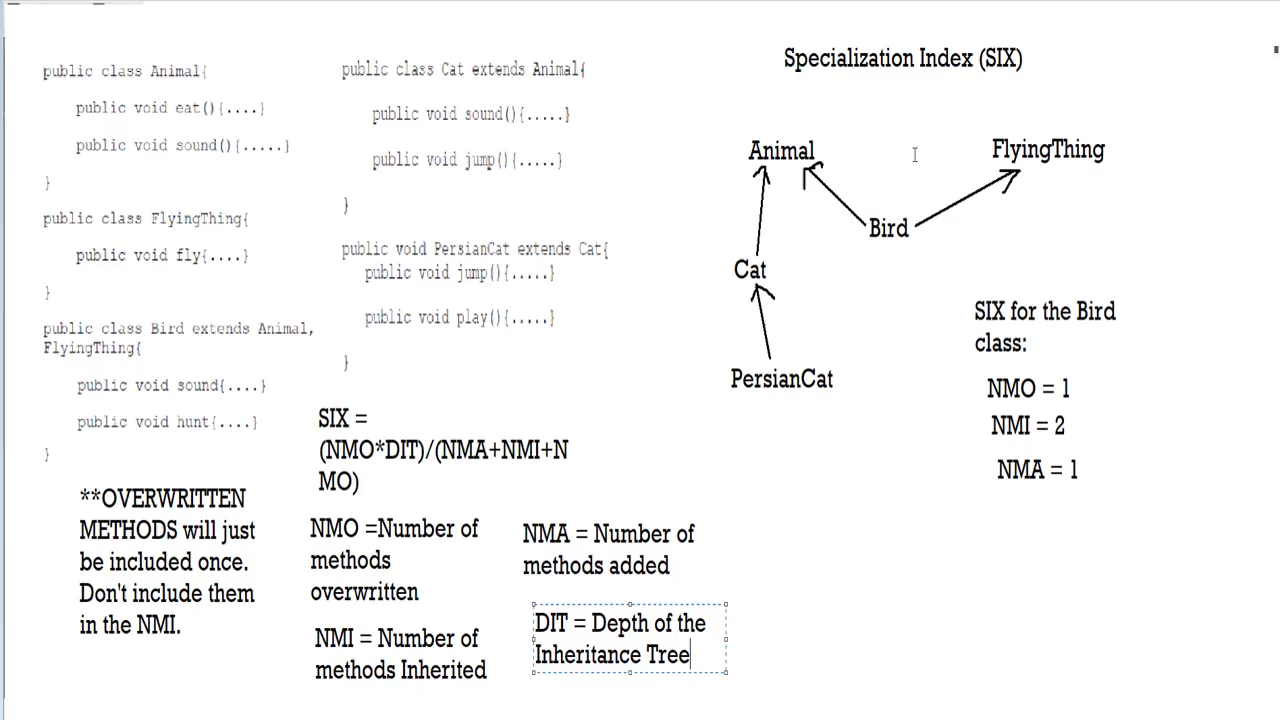 public class Animal{
public void eat(){....}
public void sound(){.....}
}
public class FlyingThing{
public void fly{....}
}
public class Bird extends Animal,
FlyingThing{
public void sound{....}
public void hunt{....}
}
public class Cat extends Animal{
public void sound(){.....}
public void jump(){.....}
}
public void PersianCat extends Cat{
public void jump(){.....}
public void play(){.....}
}
**OVERWRITTEN
METHODS will just
be included once.
Don't include them
in the NMI.
SIX =
(NMO*DIT)/(NMA+NMI+N
MO)
NMO =Number of
methods
overwritten
NMI = Number of
methods Inherited
NMA = Number of
methods added
DIT = Depth of the
Inheritance Tree
Specialization Index (SIX)
Animal
FlyingThing
Bird
Cat
PersianCat
SIX for the Bird
class:
NMO = 1
NMI = 2
NMA = 1